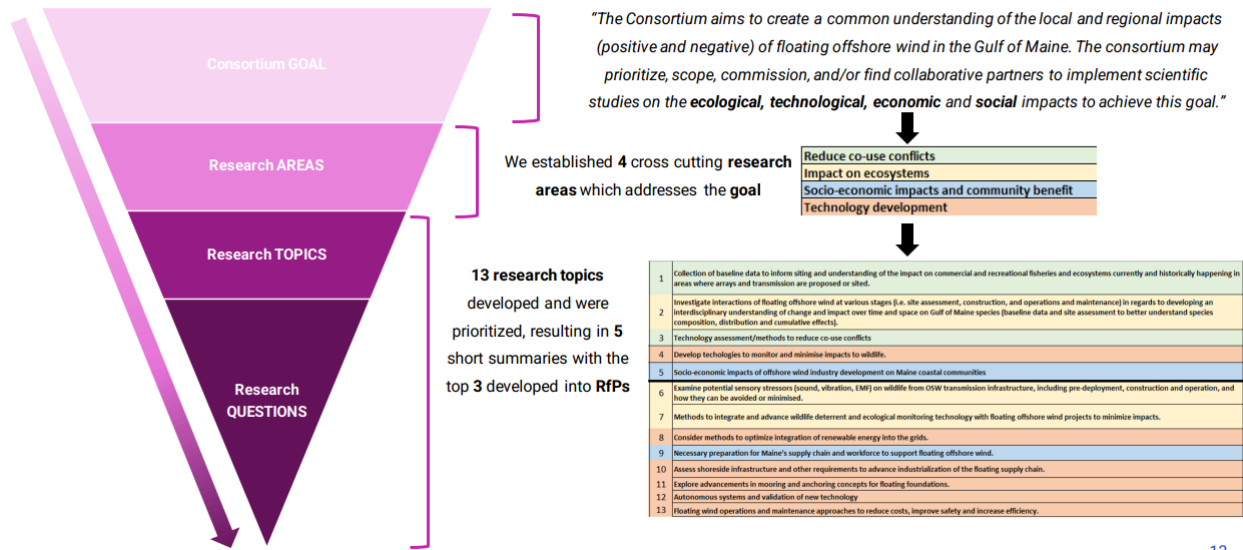 Consortium GOAL
Research AREAS
Research TOPICS
Research
QUESTIONS
“The Consortium aims to create a common understanding of the local and regional impacts
(positive and negative) of floating offshore wind in the Gulf of Maine. The consortium may
prioritize, scope, commission, and/or find collaborative partners to implement scientific
studies on the ecological, technological, economic and social impacts to achieve this goal.”
We established 4 cross cutting research
areas which addresses the goal
Reduce co-use conflicts
Impact on ecosystems
Socio-economic impacts and community benefit
Technology development
13 research topics
developed and were
prioritized, resulting in 5
short summaries with the
top 3 developed into RfPs
1 Collection of baseline data to inform siting and understanding of the impact on commercial and recreational fisheries and ecosystems currently and historically happening in
areas where arrays and transmission are proposed or sited.
2 Investigate interactions of floating offshore wind at various stages (i.e. site assessment, construction, and operations and maintenance) in regards to developing an
interdisciplinary understanding of change and impact over time and space on Gulf of Maine species (baseline data and site assessment to better understand species
composition, distribution and cumulative effects).
3 Technology assessment/methods to reduce co-use conflicts
4 Develop techologies to monitor and minimise impacts to wildlife.
5 Socio-economic impacts of offshore wind industry development on Maine coastal communities
6 Examine potential sensory stressors (sound, vibration, EMF) on wildlife from OSW transmission infrastructure, including pre-deployment, construction and operation, and
how they can be avoided or minimised.
7 Methods to integrate and advance wildlife deterrent and ecological monitoring technology with floating offshore wind projects to minimize impacts.
8 Consider methods to optimize integration of renewable energy into the grids.
9 Necessary preparation for Maine's supply chain and workforce to support floating offshore wind.
10 Assess shoreside infrastructure and other requirements to advance industrialization of the floating supply chain.
11 Explore advancements in mooring and anchoring concepts for floating foundations.
12 Autonomous systems and validation of new technology
13 Floating wind operations and maintenance approaches to reduce costs, improve safety and increase efficiency.